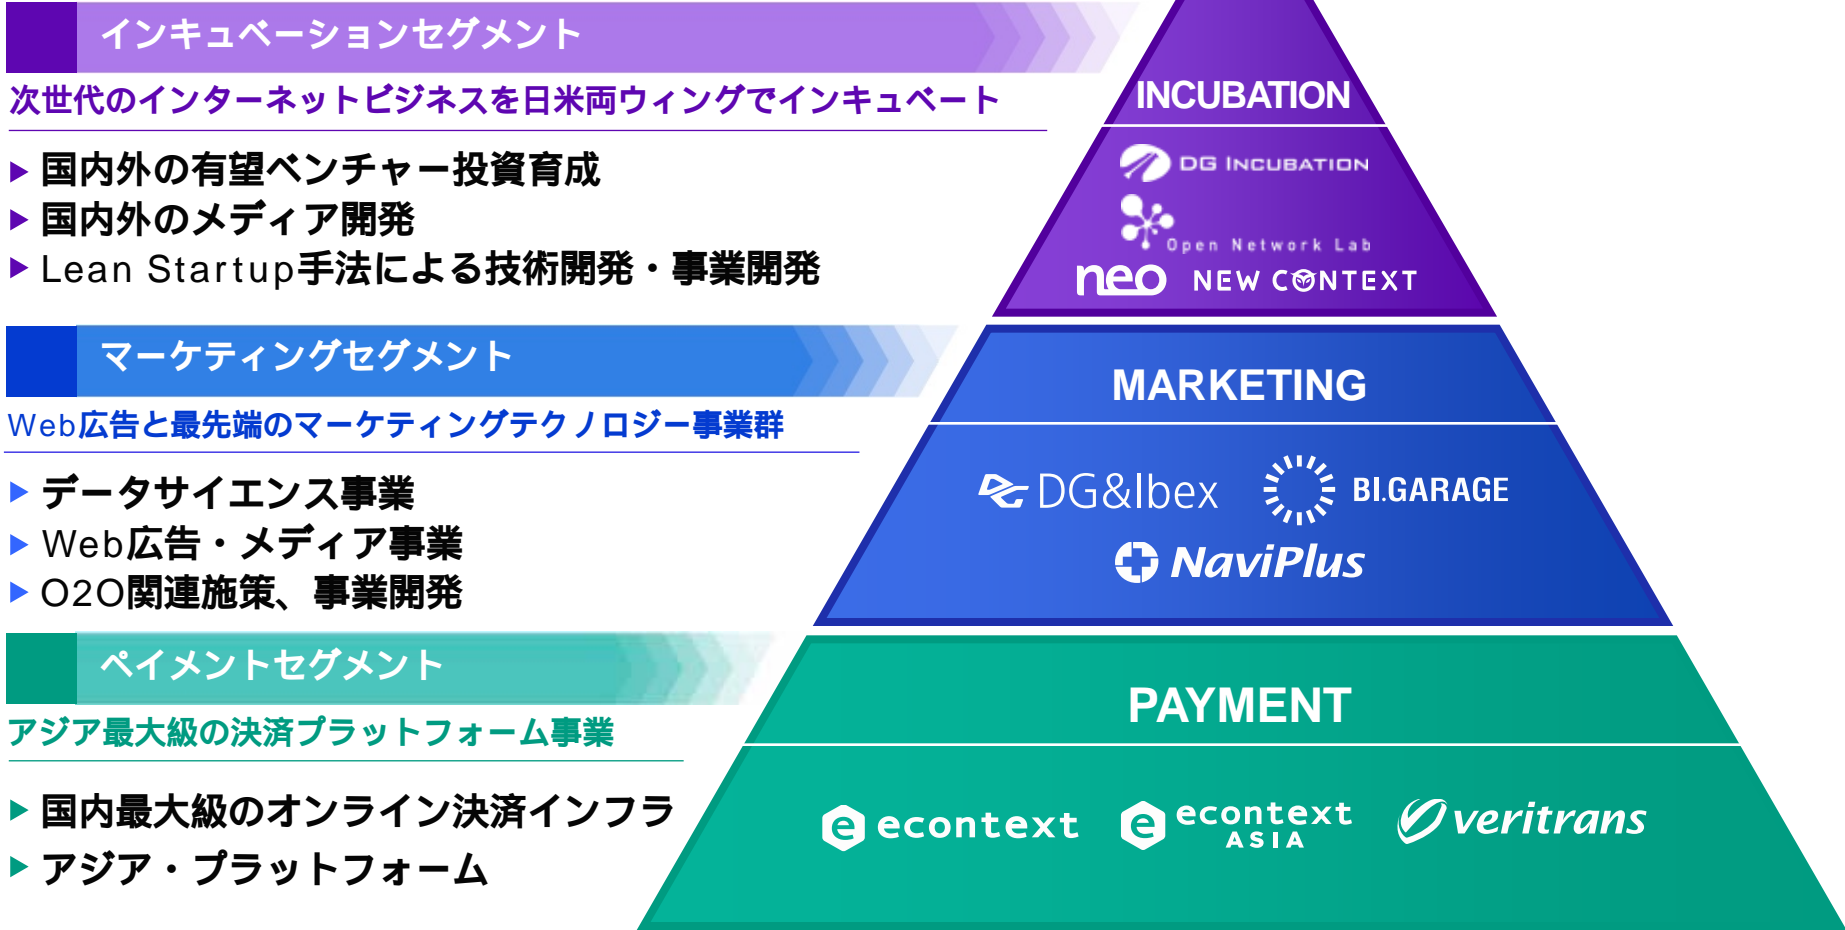 インキュベーションセグメント
次世代のインターネットビジネスを日米両ウィングでインキュベート
国内外の有望ベンチャー投資育成
国内外のメディア開発
Lean Startup手法による技術開発・事業開発
INCUBATION
DG INCUBATION
Open Network Lab
neo NEW CONTEXT
マーケティングセグメント
Web広告と最先端のマーケティングテクノロジー事業群
データサイエンス事業
Web広告・メディア事業
O2O関連施策、事業開発
MARKETING
DG&Ibex BI.GARAGE
NaviPlus
ペイメントセグメント
アジア最大級の決済プラットフォーム事業
国内最大級のオンライン決済インフラ
アジア・プラットフォーム
PAYMENT
e econtext e econtext ASIA veritrans